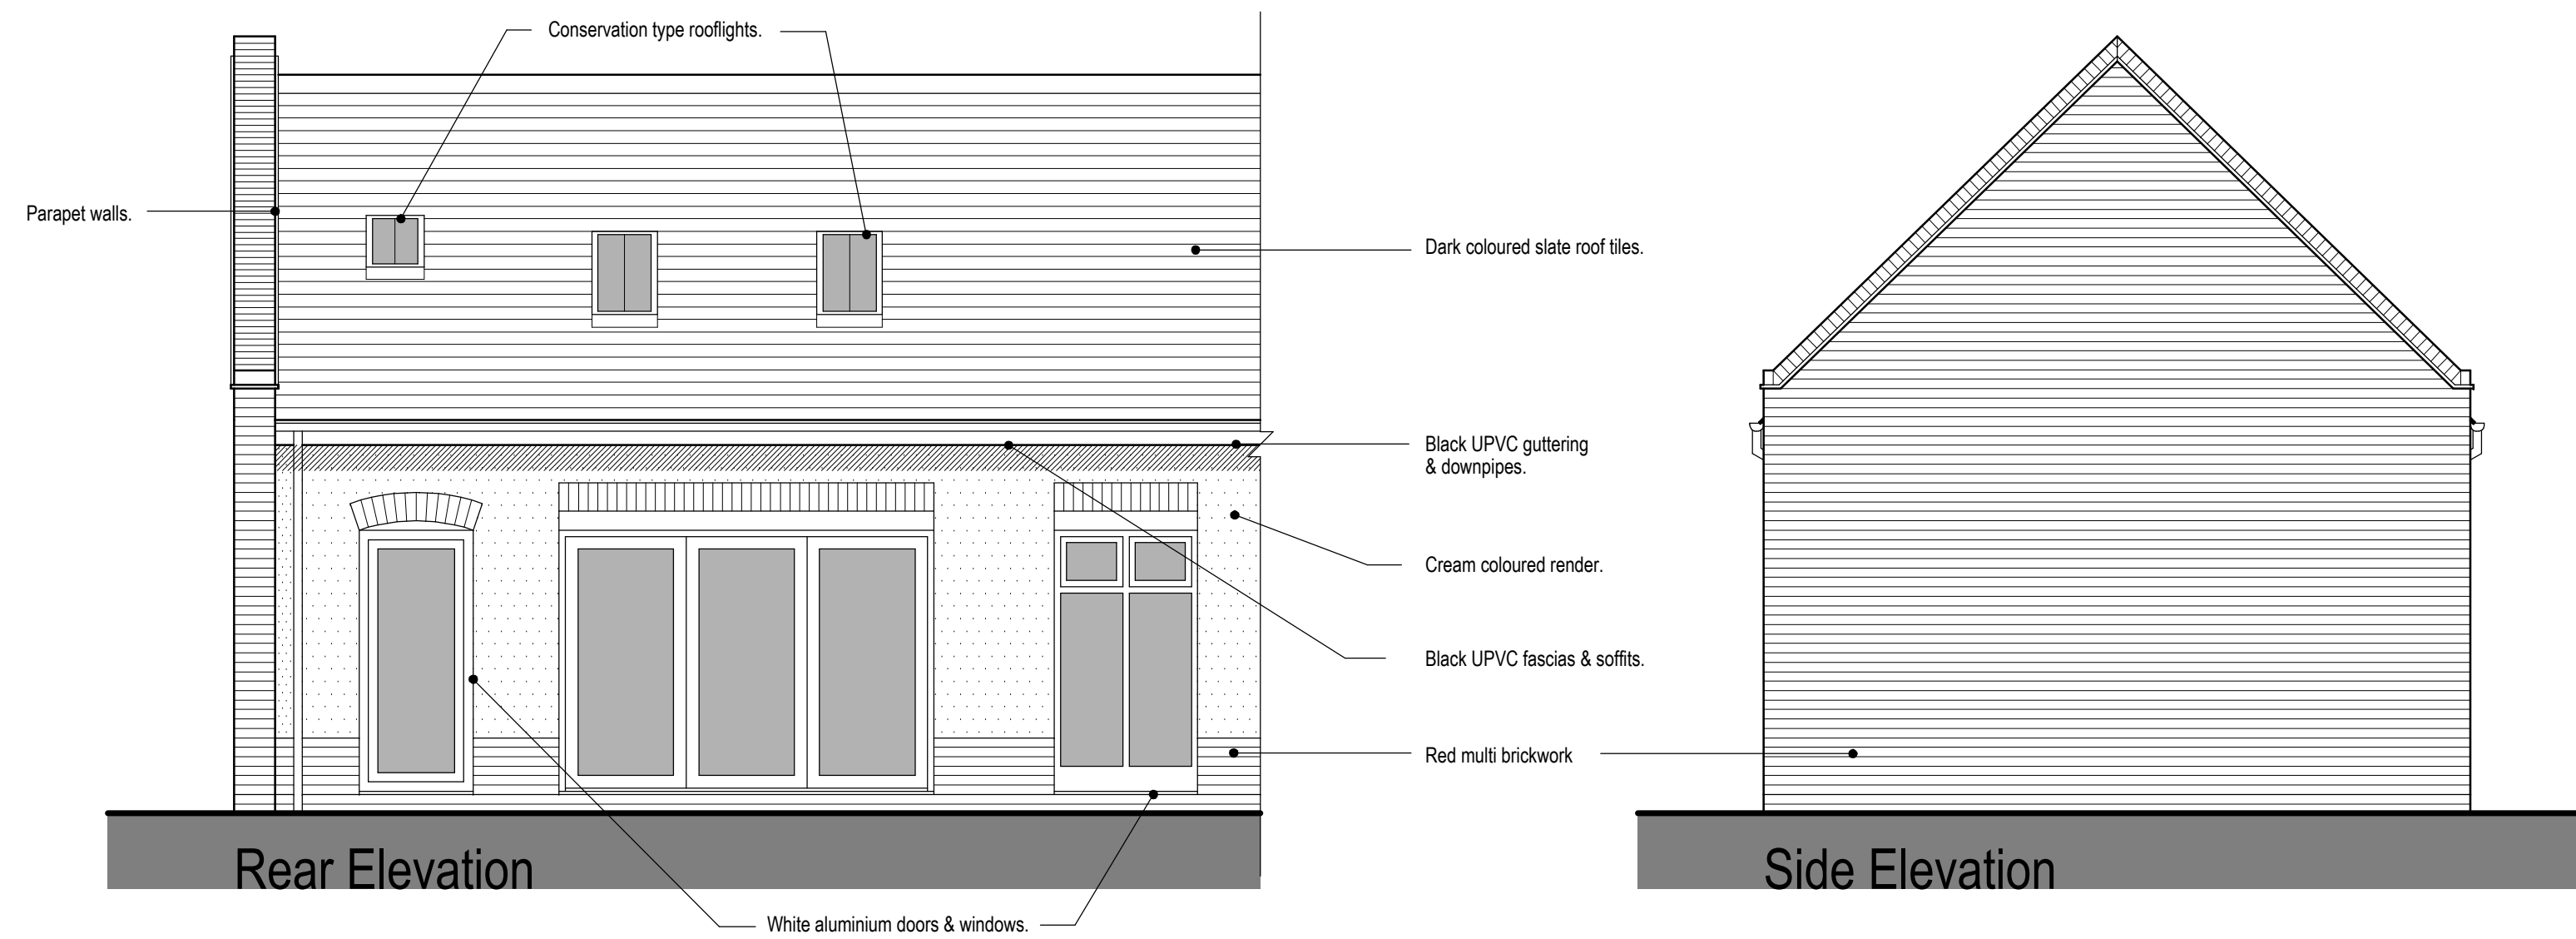 Conservation type rooflights.
Parapet walls.
Dark coloured slate roof tiles.
Black UPVC guttering
& downpipes.
Cream coloured render.
Black UPVC fascias & soffits.
Red multi brickwork
Rear Elevation
Side Elevation
White aluminium doors & windows.